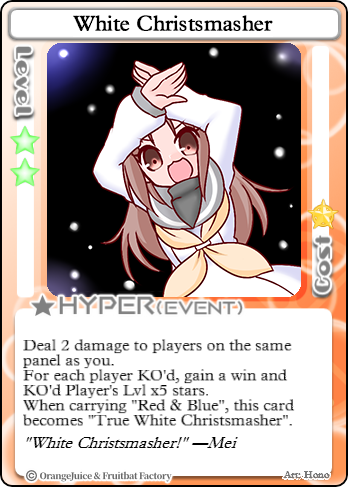 White Christsmasher
Level
Cost
HYPER(EVENT)
Deal 2 damage to players on the same
panel as you.
For each player KO'd, gain a win and
KO'd Player's Lvl x5 stars.
When carrying "Red & Blue", this card
becomes "True White Christsmasher".
"White Christsmasher!" —Mei
© OrangeJuice & Fruitbat Factory
Art: Hono